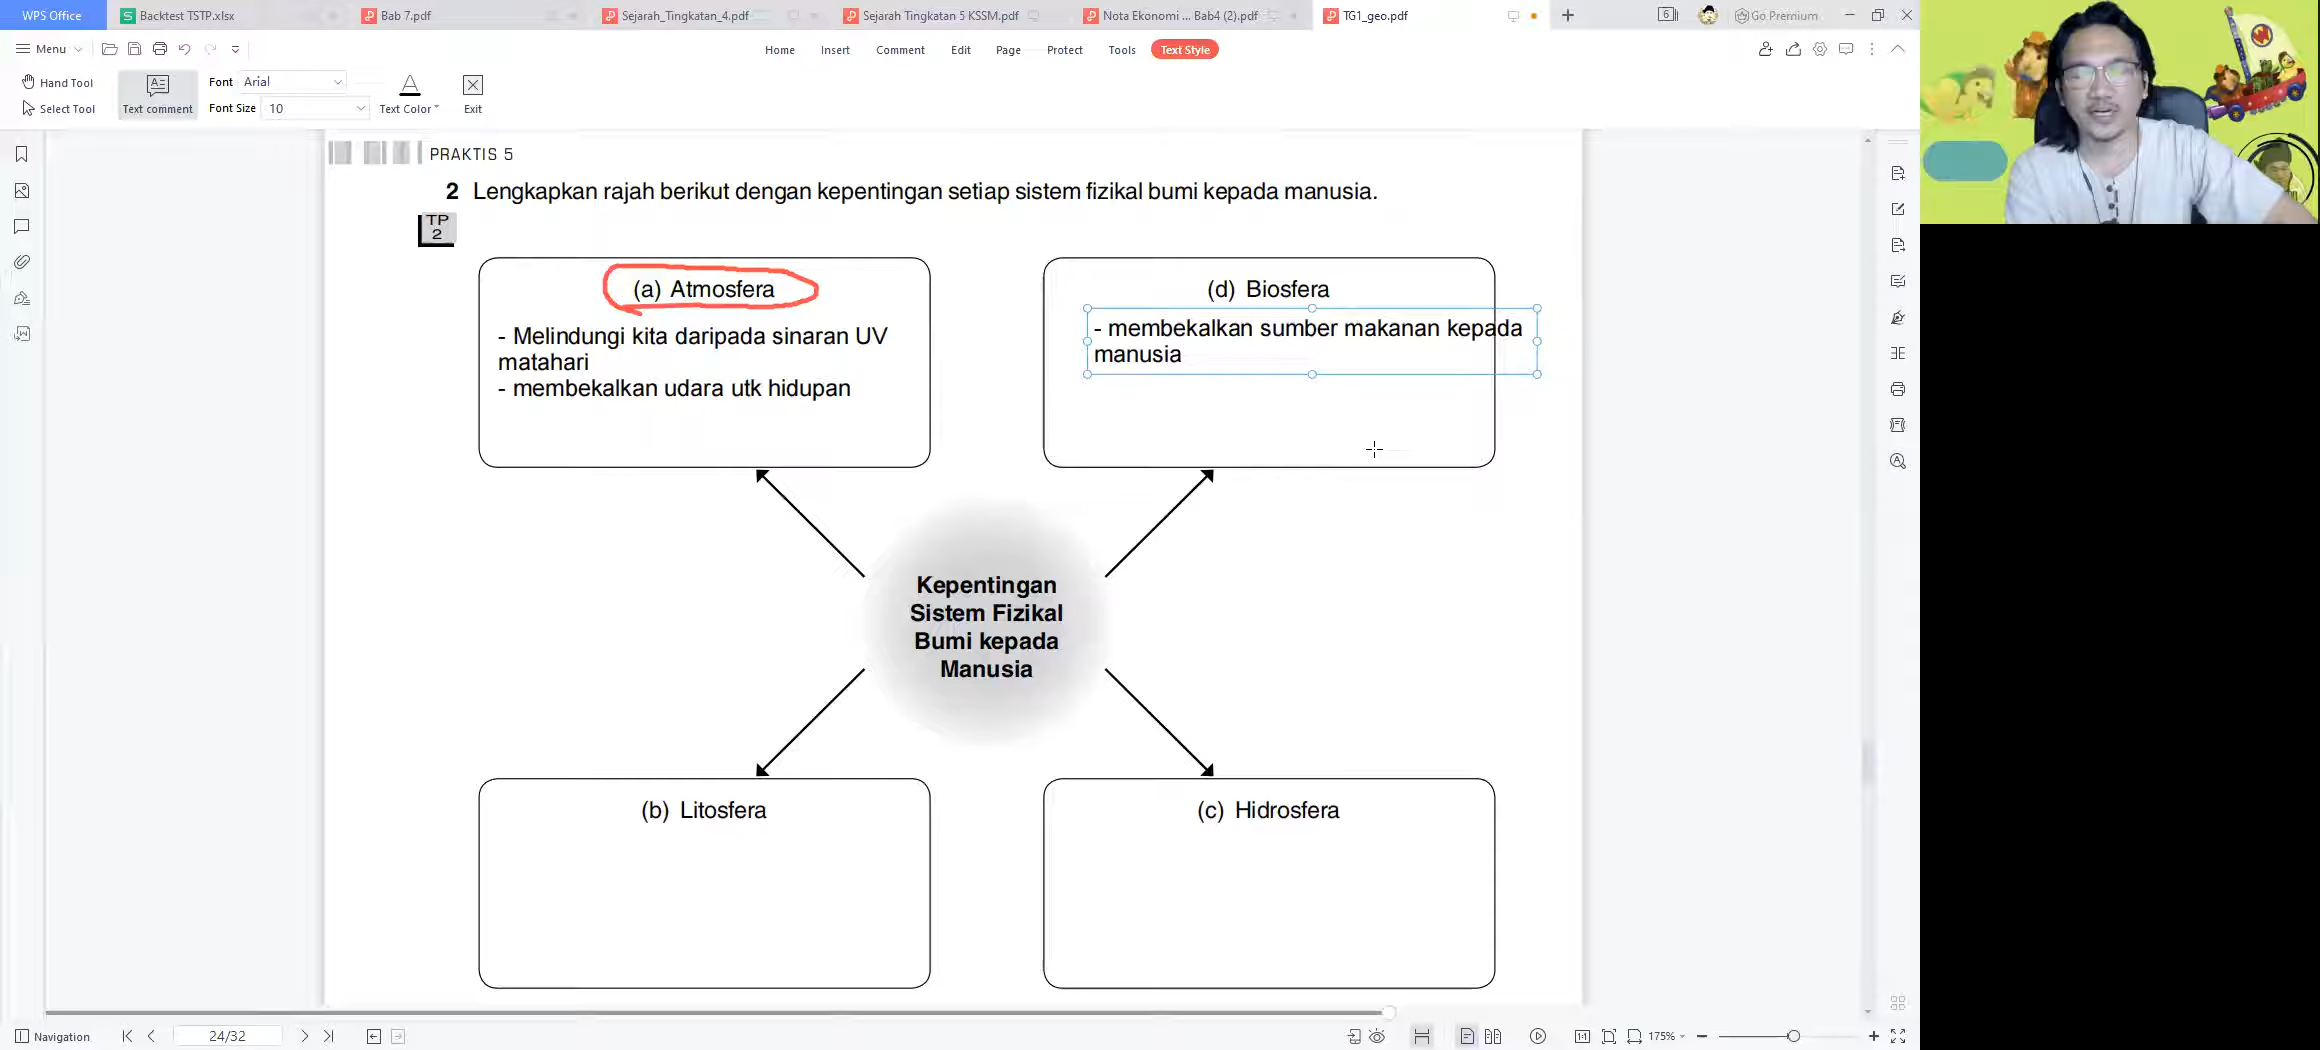 WPS Office
Backtest TSTP.xlsx
Bab 7.pdf
Sejarah_Tingkatan_4.pdf
Sejarah Tingkatan 5 KSSM.pdf
Nota Ekonomi ... Bab4 (2).pdf
TG1_geo.pdf
6
Go Premium
Menu
Home
Insert
Comment
Edit
Page
Protect
Tools
Text Style
Hand Tool
Select Tool
Text comment
Font Arial
Font Size 10
Text Color
Exit
PRAKTIS 5
2 Lengkapkan rajah berikut dengan kepentingan setiap sistem fizikal bumi kepada manusia.
TP
2
(a) Atmosfera
- Melindungi kita daripada sinaran UV
matahari
- membekalkan udara utk hidupan
(d) Biosfera
- membekalkan sumber makanan kepada
manusia
Kepentingan
Sistem Fizikal
Bumi kepada
Manusia
(b) Litosfera
(c) Hidrosfera
Navigation
24/32
1:1
175%